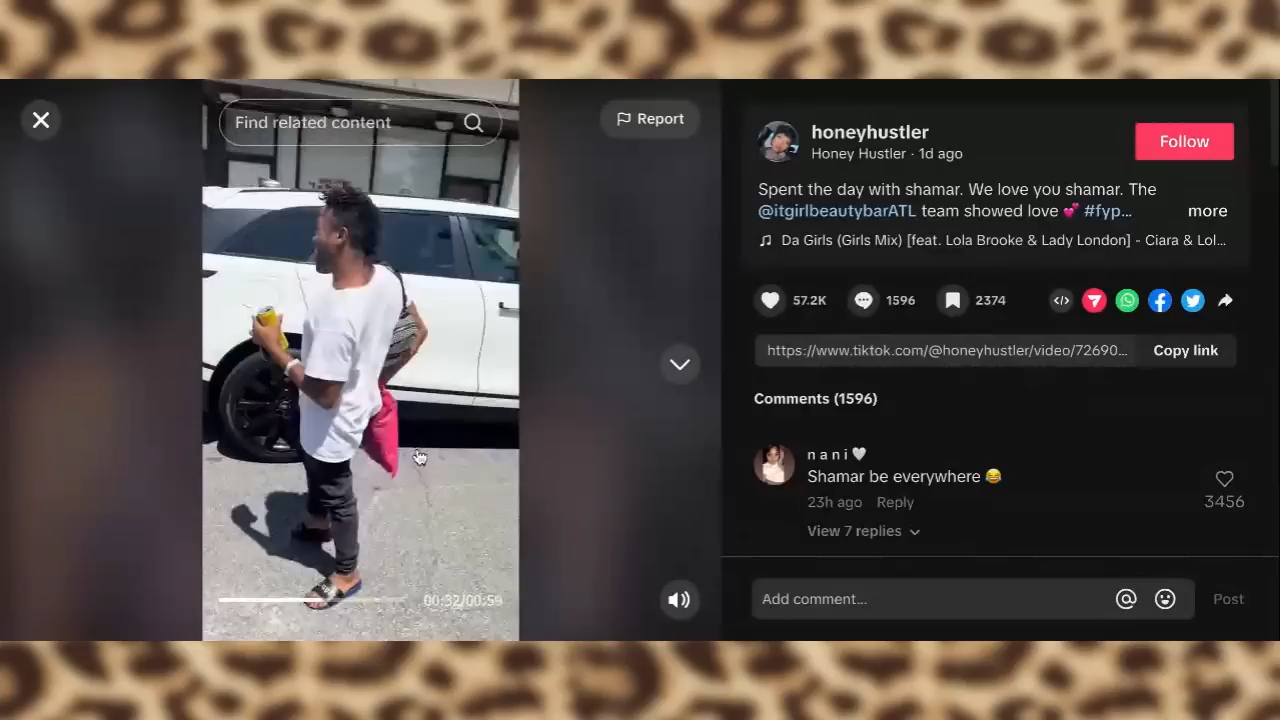 Find related content
Report
honeyhustler
Honey Hustler · 1d ago
Follow
Spent the day with shamar. We love you shamar. The
@itgirlbeautybarATL team showed love 💕 #fyp... more
Da Girls (Girls Mix) [feat. Lola Brooke & Lady London] - Ciara & Lol...
57.2K 1596 2374
https://www.tiktok.com/@honeyhustler/video/72690... Copy link
Comments (1596)
n a n i 🤍
Shamar be everywhere 😂
23h ago Reply
3456
View 7 replies
00:32/00:59
Add comment... Post